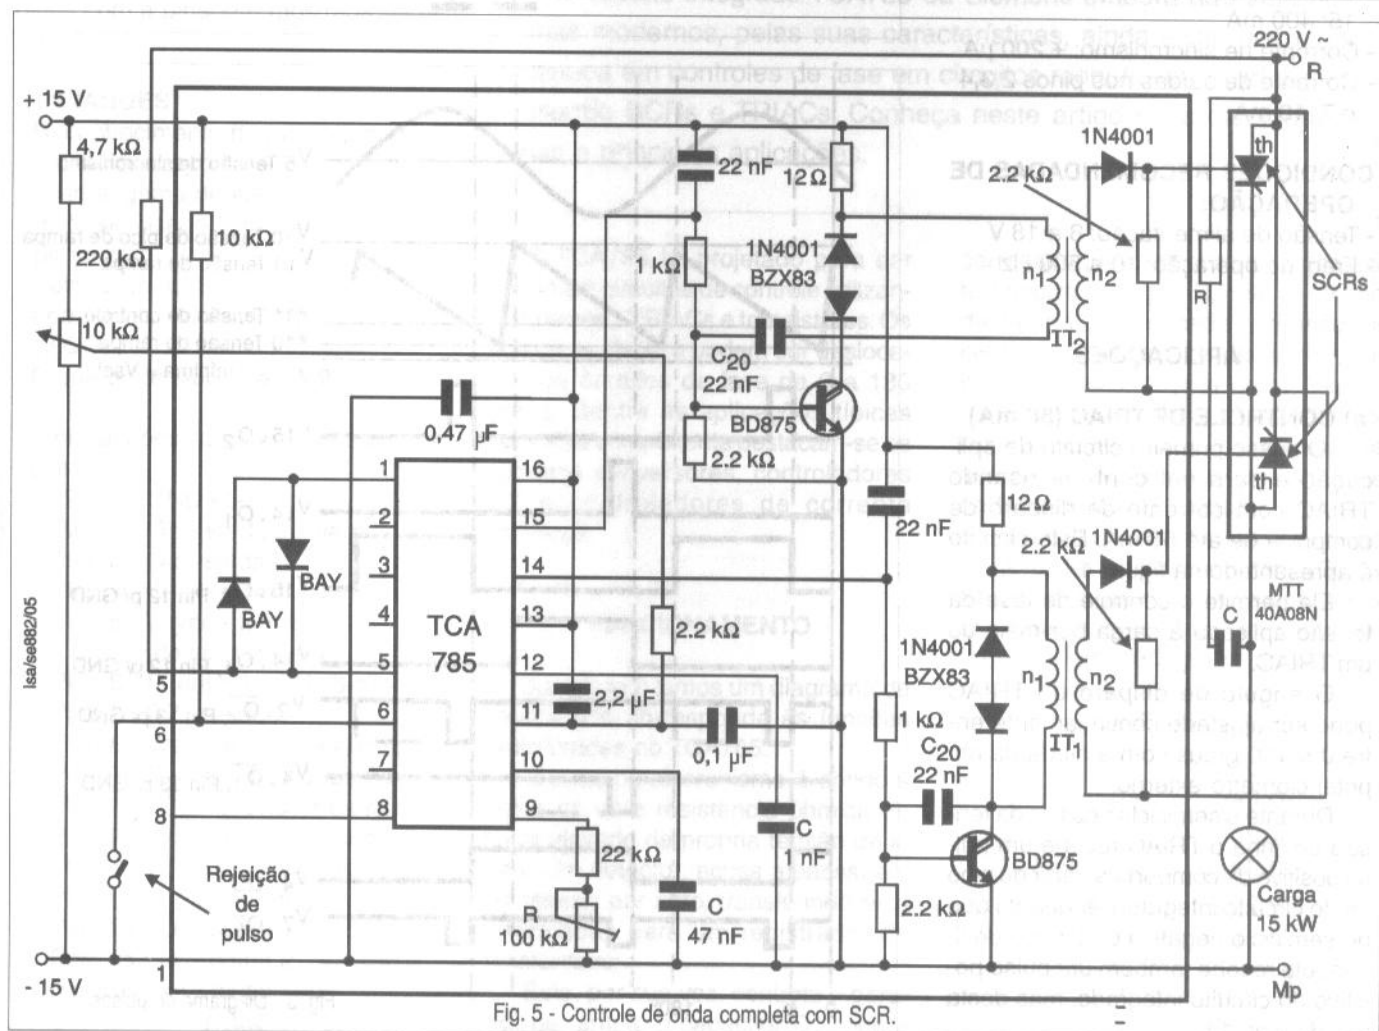 220 V ~
R
+ 15 V
4,7 kΩ
220 kΩ
10 kΩ
10 kΩ
22 nF
12 Ω
1N4001
2.2 kΩ
th
1 kΩ
1N4001
BZX83
n1
n2
IT2
R
SCRs
C20
22 nF
BD875
0,47 µF
2.2 kΩ
th
1
2
3
4
5
6
7
8
16
15
14
13
12
11
10
9
TCA
785
BAY
BAY
22 nF
12 Ω
2.2 kΩ
1N4001
MTT
40A08N
C
2.2 kΩ
1N4001
BZX83
n1
n2
IT1
2,2 µF
0,1 µF
1 kΩ
C20
22 nF
BD875
5
6
8
1
C
1 nF
22 kΩ
R
100 kΩ
C
47 nF
2.2 kΩ
Carga
15 kW
Rejeição
de
pulso
- 15 V
Mp
Isa/se882/05
Fig. 5 - Controle de onda completa com SCR.